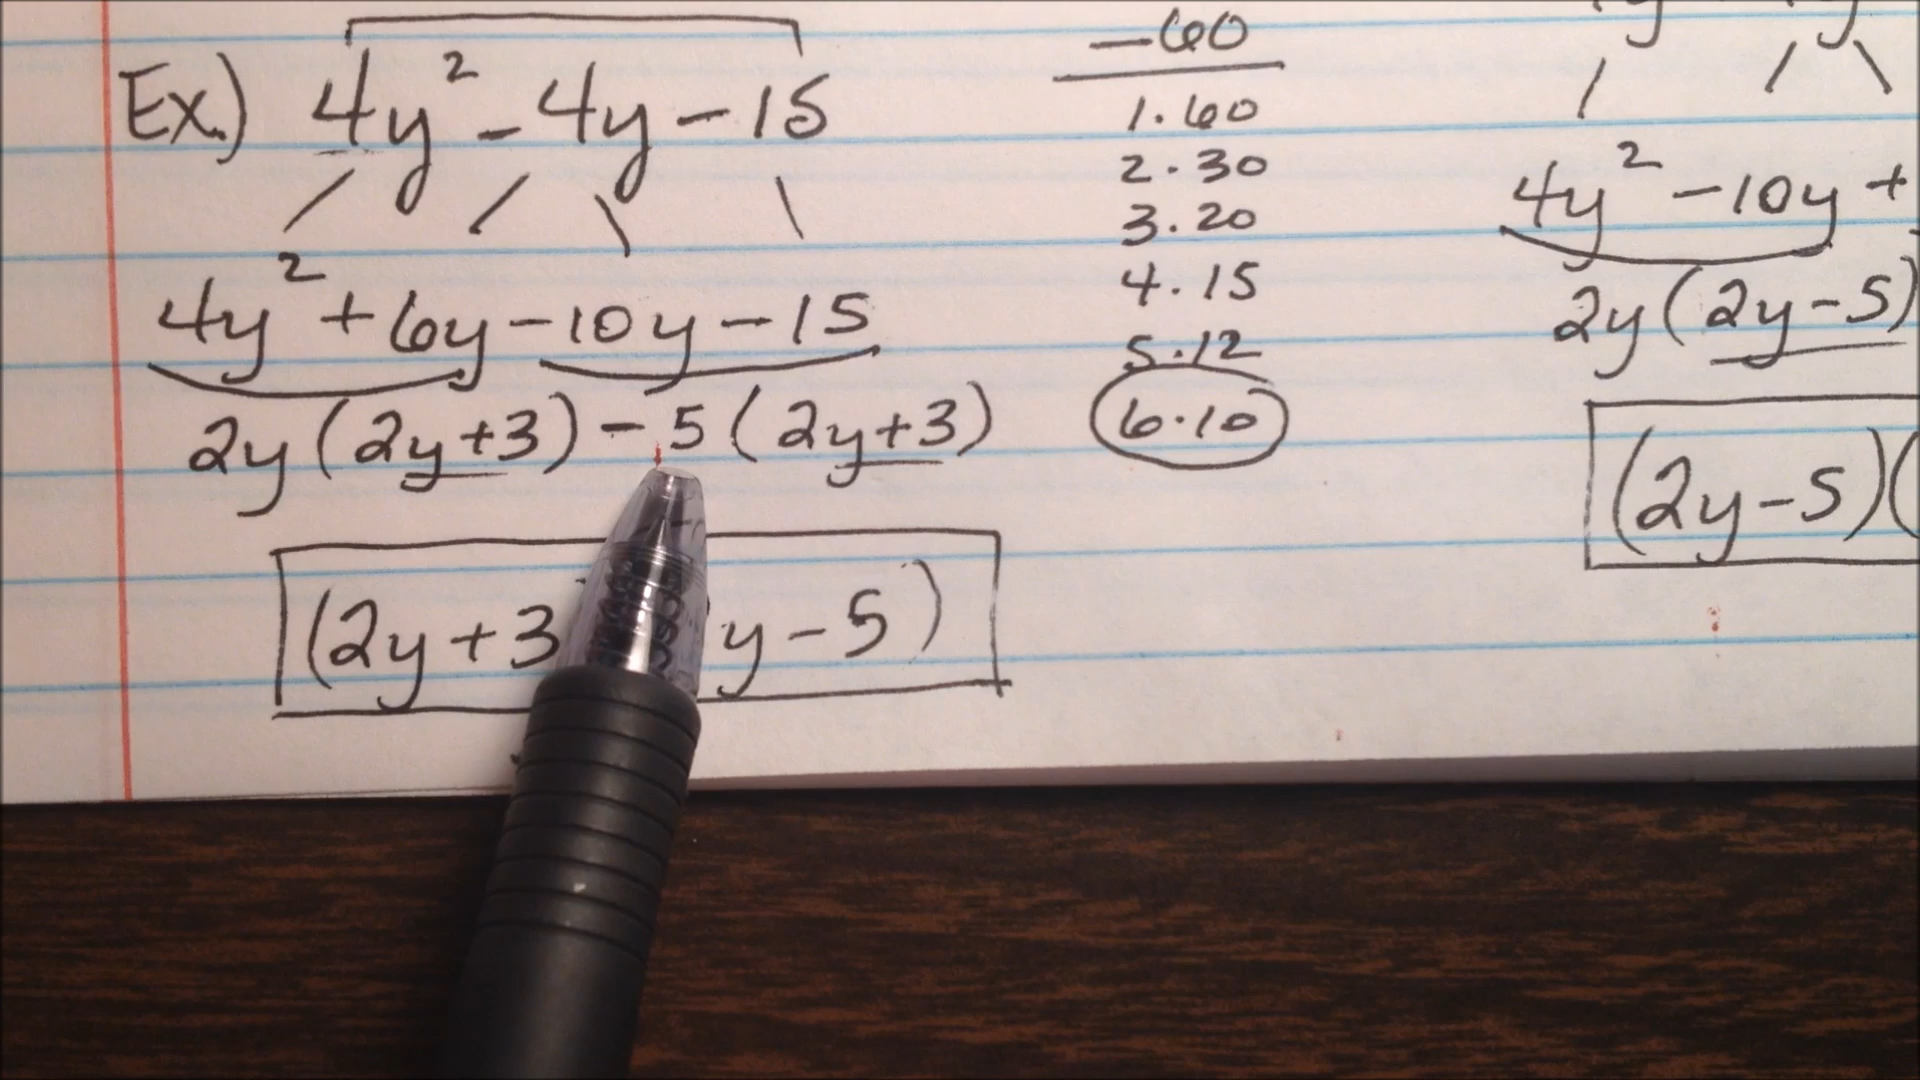 Ex.) 4y² - 4y - 15
4y² + 6y - 10y - 15
2y (2y+3) - 5 (2y+3)
(2y+3 y - 5)
-60
1.60
2.30
3.20
4.15
5.12
6.10
4y² - 10y +
2y (2y-5)
(2y-5)(